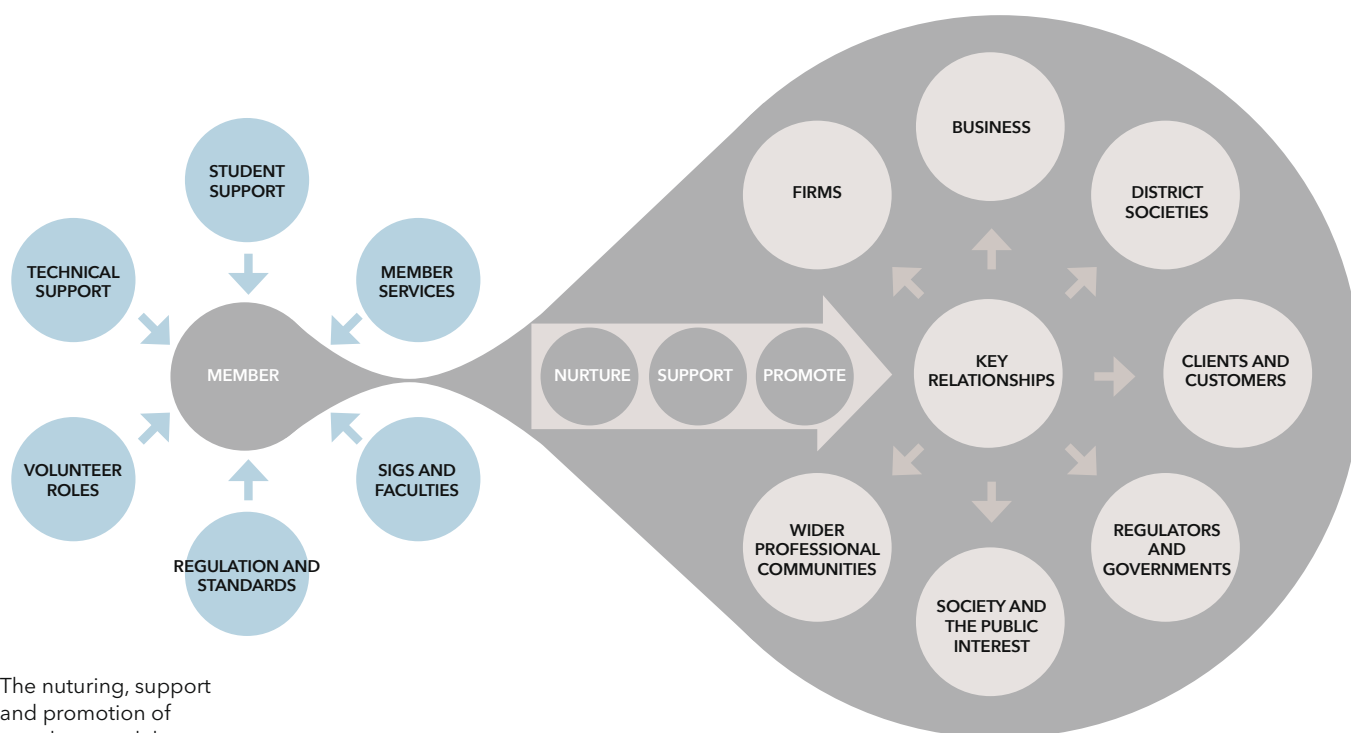 STUDENT
SUPPORT
TECHNICAL
SUPPORT
MEMBER
SERVICES
MEMBER
VOLUNTEER
ROLES
SIGS AND
FACULTIES
REGULATION AND
STANDARDS
NURTURE
SUPPORT
PROMOTE
KEY
RELATIONSHIPS
BUSINESS
FIRMS
DISTRICT
SOCIETIES
CLIENTS AND
CUSTOMERS
WIDER
PROFESSIONAL
COMMUNITIES
REGULATORS
AND
GOVERNMENTS
SOCIETY AND
THE PUBLIC
INTEREST
The nuturing, support
and promotion of